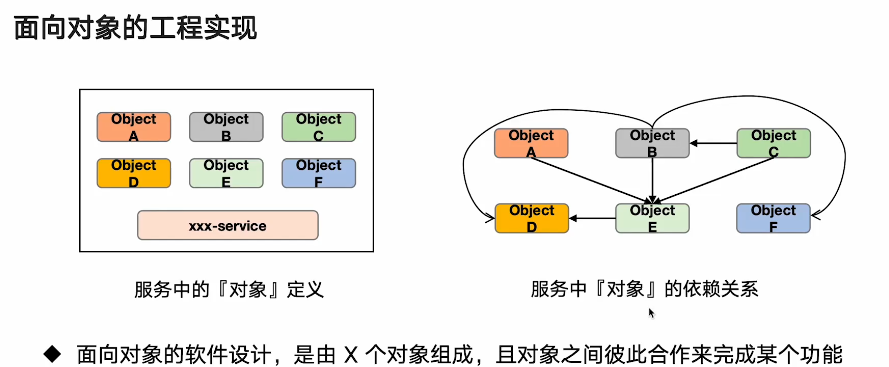 面向对象的工程实现
Object A
Object B
Object C
Object D
Object E
Object F
xxx-service
服务中的『对象』定义
Object A
Object B
Object C
Object D
Object E
Object F
服务中『对象』的依赖关系
◆ 面向对象的软件设计，是由 X 个对象组成，且对象之间彼此合作来完成某个功能